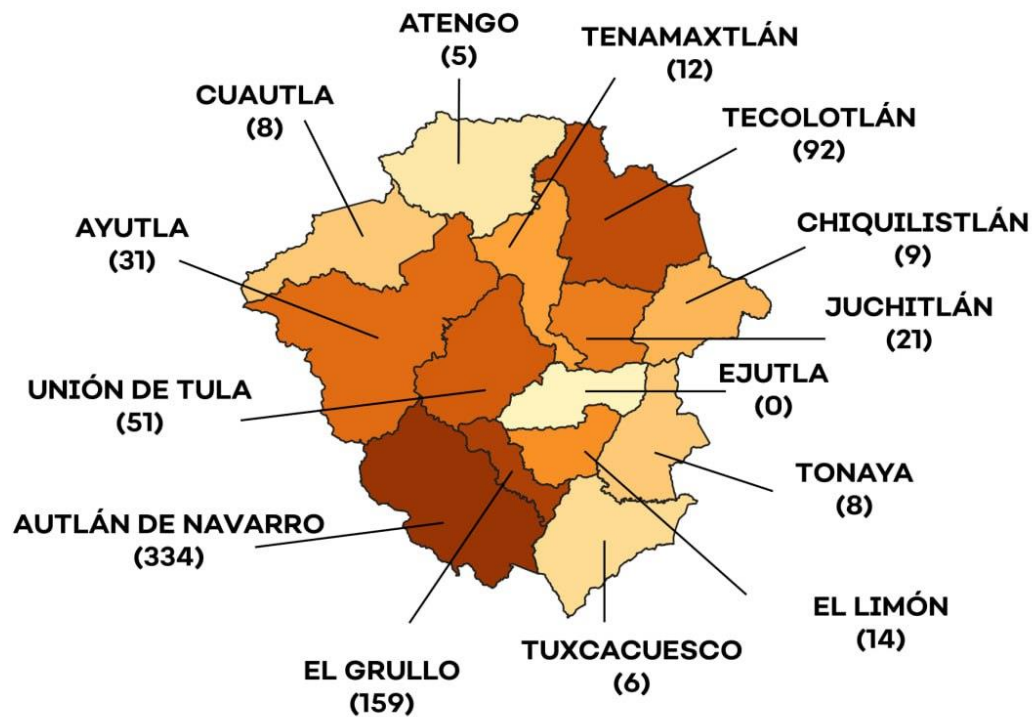 ATENGO
(5)
TENAMAXTLÁN
(12)
CUAUTLA
(8)
TECOLOTLÁN
(92)
AYUTLA
(31)
CHIQUILISTLÁN
(9)
JUCHITLÁN
(21)
UNIÓN DE TULA
(51)
EJUTLA
(0)
TONAYA
(8)
AUTLÁN DE NAVARRO
(334)
EL LIMÓN
(14)
EL GRULLO
(159)
TUXCACUESCO
(6)